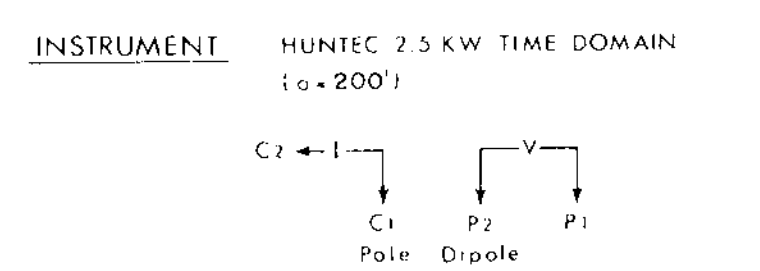 INSTRUMENT HUNTEC 2.5 KW TIME DOMAIN
(a = 200')
C2 I V
C1 P2 P1
Pole Dipole